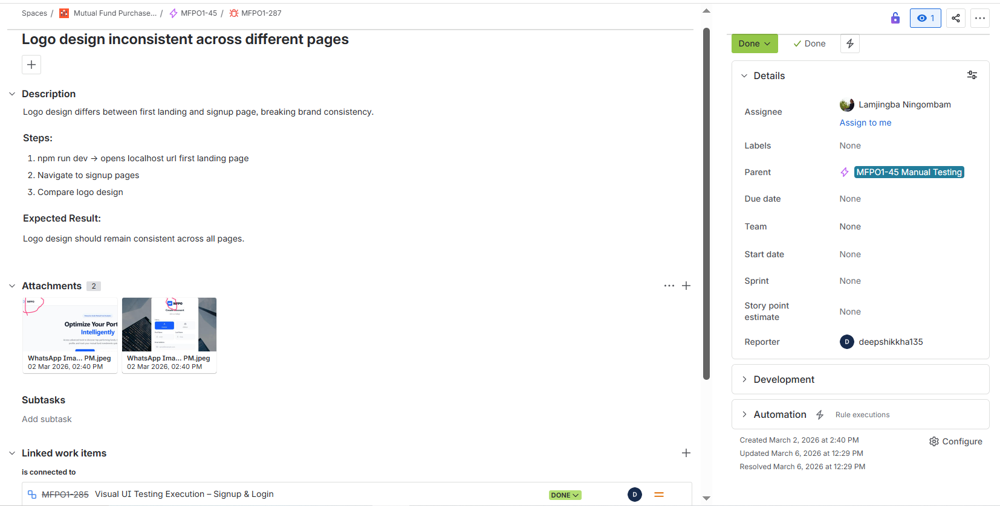 Spaces / Mutual Fund Purchase... / MFPO1-45 / MFPO1-287
1
Logo design inconsistent across different pages
Done
Done
Description
Logo design differs between first landing and signup page, breaking brand consistency.
Steps:
1. npm run dev → opens localhost url first landing page
2. Navigate to signup pages
3. Compare logo design
Expected Result:
Logo design should remain consistent across all pages.
Attachments 2
MFPO
Optimize Your Port
Intelligently
WhatsApp Ima... PM.jpeg
02 Mar 2026, 02:40 PM
MFPO
Create Account
WhatsApp Ima... PM.jpeg
02 Mar 2026, 02:40 PM
Subtasks
Add subtask
Linked work items
is connected to
MFPO1-285 Visual UI Testing Execution – Signup & Login DONE D
Details
Assignee Lamjingba Ningombam
Assign to me
Labels None
Parent MFPO1-45 Manual Testing
Due date None
Team None
Start date None
Sprint None
Story point
estimate None
Reporter D deepshikkha135
Development
Automation Rule executions
Created March 2, 2026 at 2:40 PM
Configure
Updated March 6, 2026 at 12:29 PM
Resolved March 6, 2026 at 12:29 PM